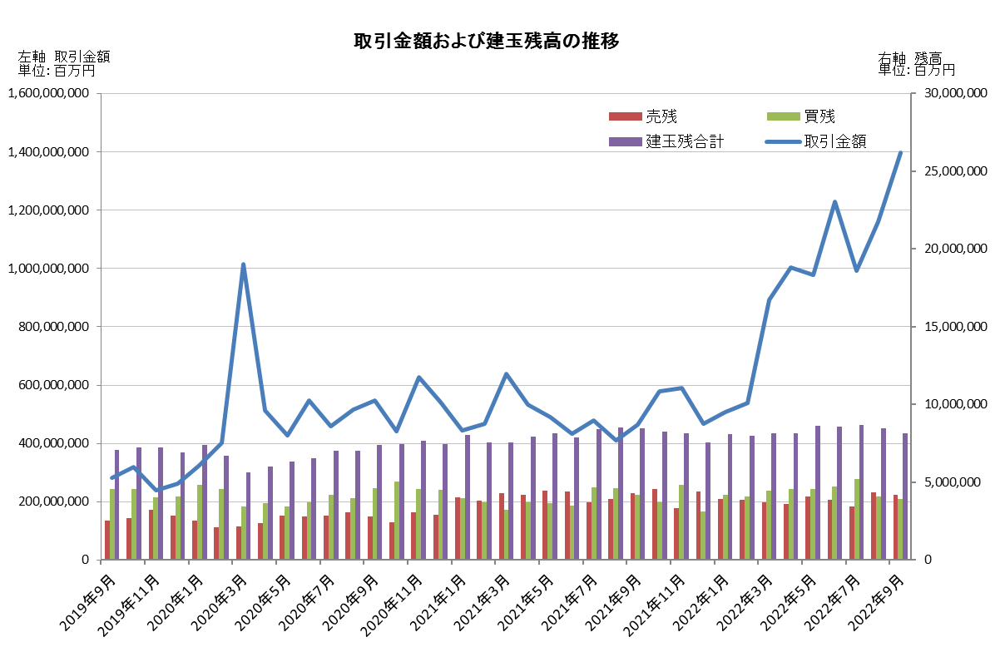 取引金額および建玉残高の推移
左軸　取引金額
単位：百万円
右軸　残高
単位：百万円
1,600,000,000
1,400,000,000
1,200,000,000
1,000,000,000
800,000,000
600,000,000
400,000,000
200,000,000
0
30,000,000
25,000,000
20,000,000
15,000,000
10,000,000
5,000,000
0
売残
買残
建玉残合計
取引金額
2019年9月
2019年11月
2020年1月
2020年3月
2020年5月
2020年7月
2020年9月
2020年11月
2021年1月
2021年3月
2021年5月
2021年7月
2021年9月
2021年11月
2022年1月
2022年3月
2022年5月
2022年7月
2022年9月